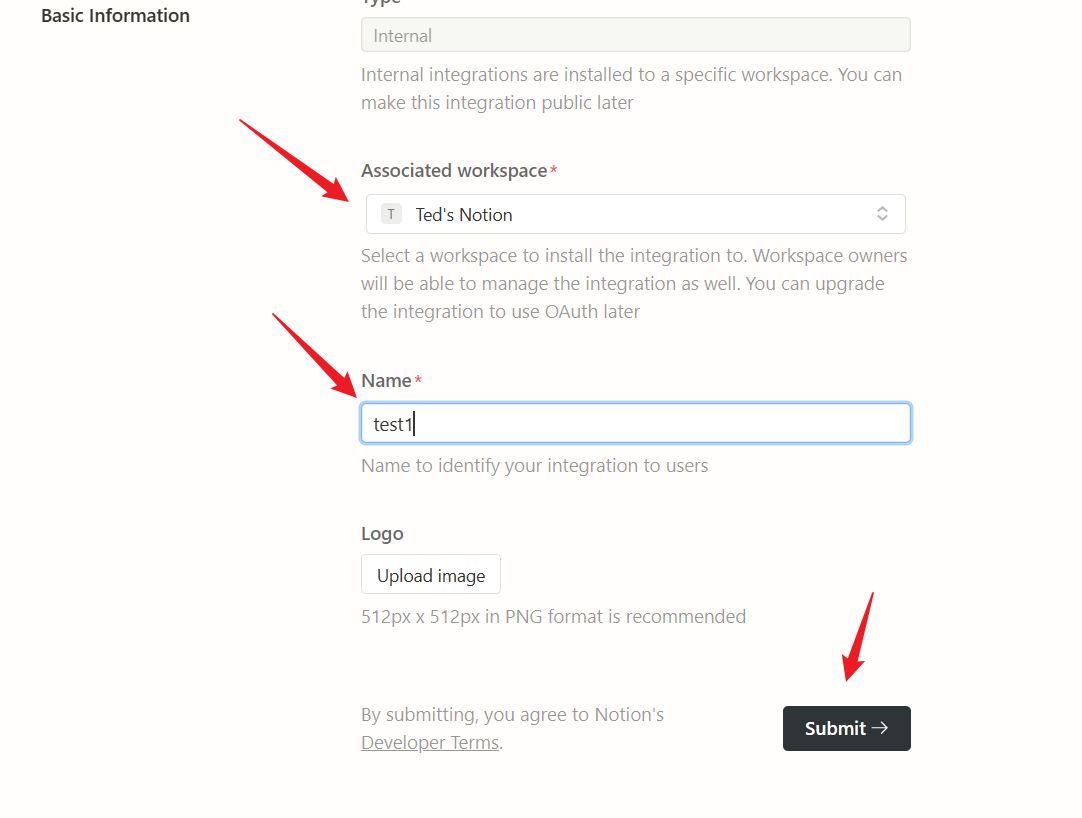 Type
Basic Information
Internal
Internal integrations are installed to a specific workspace. You can
make this integration public later
Associated workspace*
T Ted's Notion
Select a workspace to install the integration to. Workspace owners
will be able to manage the integration as well. You can upgrade
the integration to use OAuth later
Name*
test1
Name to identify your integration to users
Logo
Upload image
512px x 512px in PNG format is recommended
By submitting, you agree to Notion's
Developer Terms.
Submit →